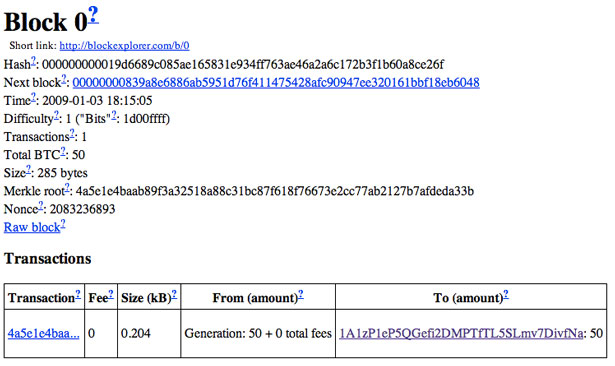 Block 0?
Short link: http://blockexplorer.com/b/0
Hash?: 000000000019d6689c085ae165831e934ff763ae46a2a6c172b3f1b60a8ce26f
Next block?: 00000000839a8e6886ab5951d76f411475428afc90947ee320161bbf18eb6048
Time?: 2009-01-03 18:15:05
Difficulty?: 1 ("Bits"?: 1d00ffff)
Transactions?: 1
Total BTC?: 50
Size?: 285 bytes
Merkle root?: 4a5e1e4baab89f3a32518a88c31bc87f618f76673e2cc77ab2127b7afdeda33b
Nonce?: 2083236893
Raw block?
Transactions
Transaction? Fee? Size (kB)? From (amount)? To (amount)?
4a5e1e4baa... 0 0.204 Generation: 50 + 0 total fees 1A1zP1eP5QGefi2DMPTfTL5SLmv7DivfNa: 50